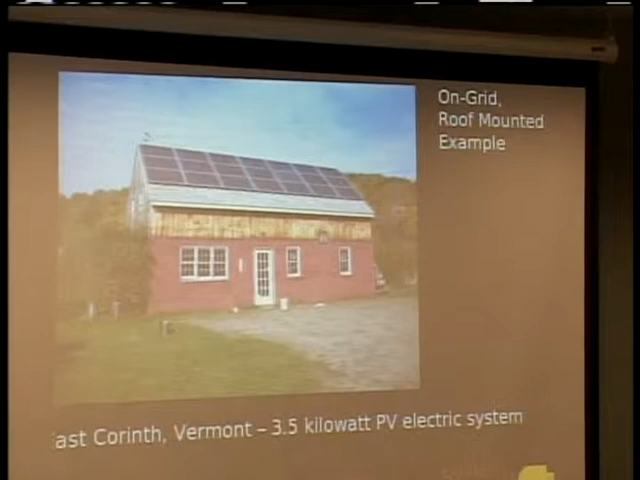 On-Grid,
Roof Mounted
Example
ast Corinth, Vermont – 3.5 kilowatt PV electric system